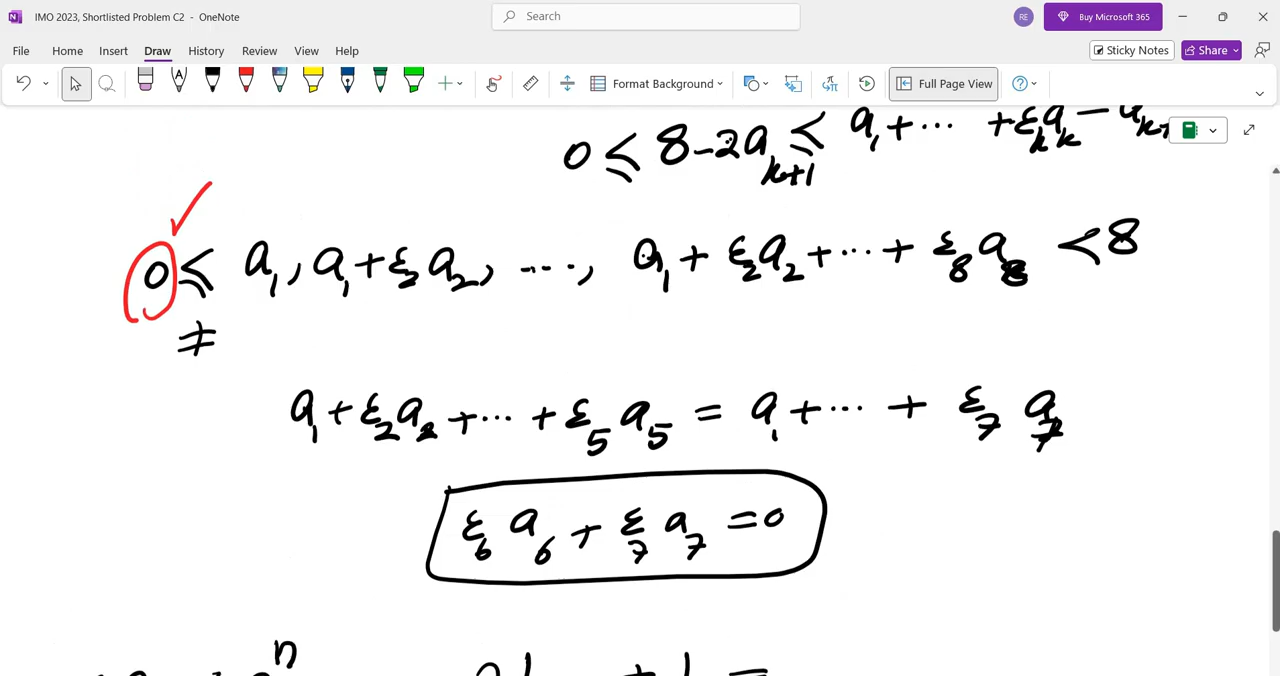 IMO 2023, Shortlisted Problem C2 - OneNote
Search
RE
Buy Microsoft 365
File Home Insert Draw History Review View Help
Sticky Notes
Share
Format Background
Full Page View
0 ≤ 8 - 2a_{k+1} ≤ a_1 + ⋯ + ε_k a_k -
0 ≤ a_1, a_1 + ε_2 a_2, ⋯, a_1 + ε_2 a_2 + ⋯ + ε_8 a_8 < 8
≠
a_1 + ε_2 a_2 + ⋯ + ε_5 a_5 = a_1 + ⋯ + ε_7 a_7
ε_6 a_6 + ε_7 a_7 = 0